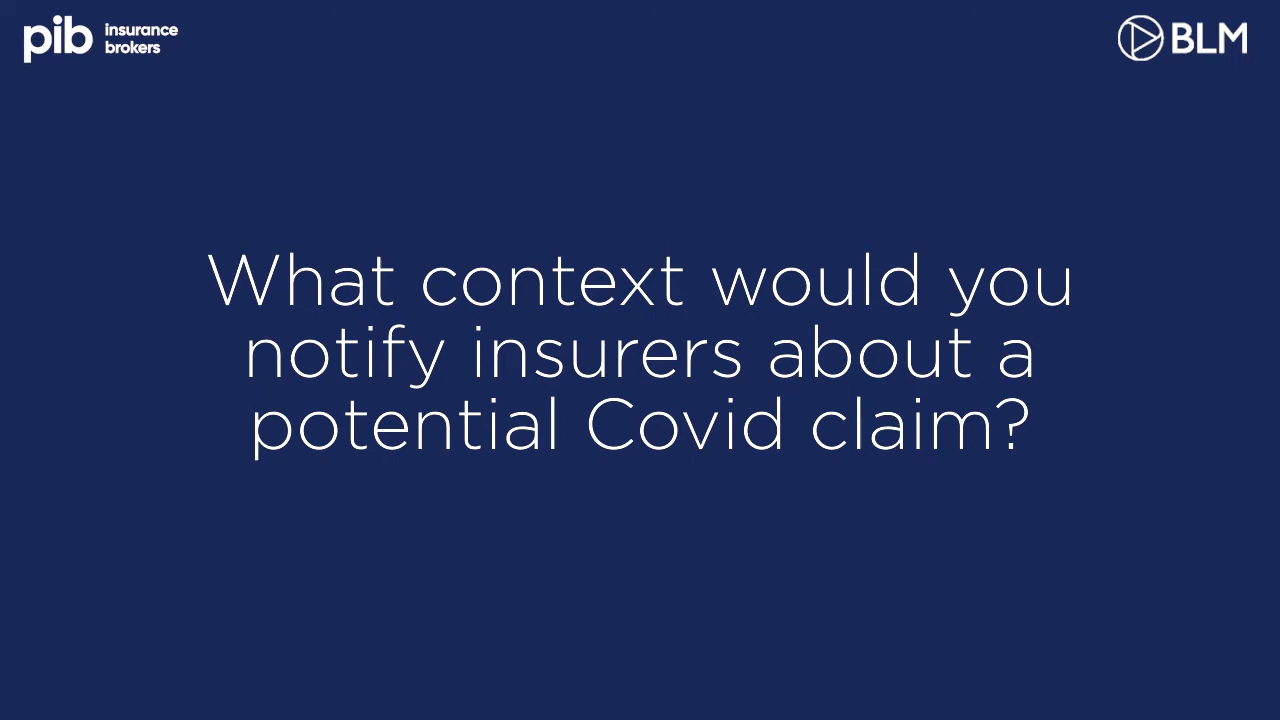 pib insurance
brokers
BLM
What context would you
notify insurers about a
potential Covid claim?